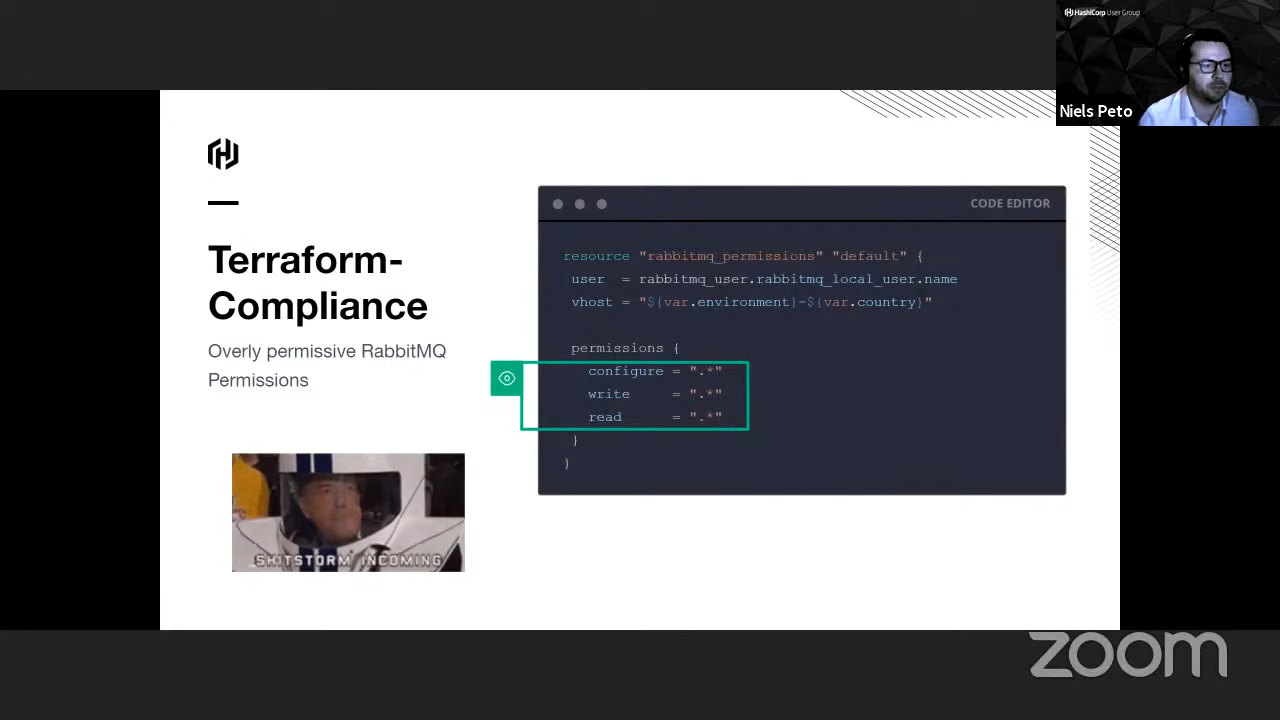 HashiCorp User Group
Niels Peto
Terraform-
Compliance
Overly permissive RabbitMQ
Permissions
SHITSTORM INCOMING
CODE EDITOR
resource "rabbitmq_permissions" "default" {
user = rabbitmq_user.rabbitmq_local_user.name
vhost = "${var.environment}-${var.country}"
permissions {
configure = ".*"
write = ".*"
read = ".*"
}
}
zoom